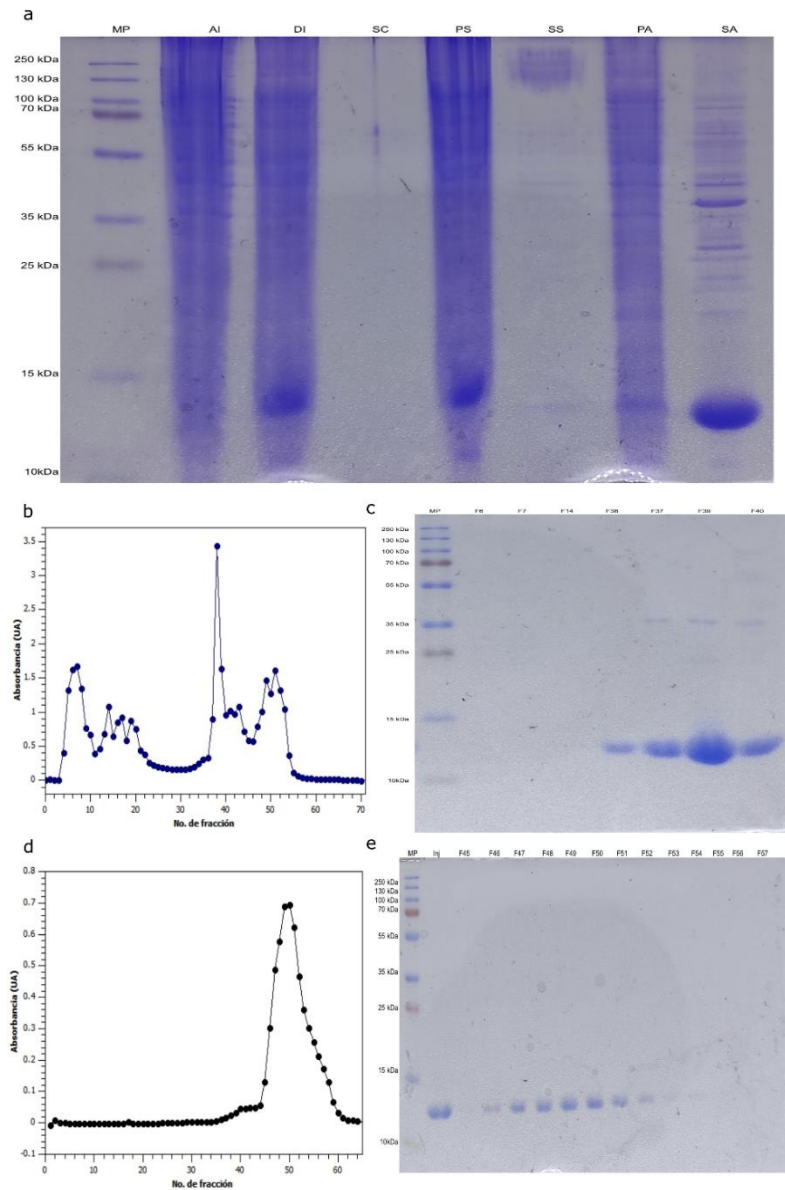 a
MP AI DI SC PS SS PA SA
250 kDa
130 kDa
100 kDa
70 kDa
55 kDa
35 kDa
25 kDa
15 kDa
10kDa
b
Absorbancia (UA)
3.5
3
2.5
2
1.5
1
0.5
0
0 10 20 30 40 50 60 70
No. de fracción
c
MP F6 F7 F14 F36 F37 F38 F40
250 kDa
130 kDa
100 kDa
70 kDa
55 kDa
35 kDa
25 kDa
15 kDa
10kDa
d
Absorbancia (UA)
0.8
0.7
0.6
0.5
0.4
0.3
0.2
0.1
0
-0.1
0 10 20 30 40 50 60
No. de fracción
e
MP Inj F45 F46 F47 F48 F49 F50 F51 F52 F53 F54 F55 F56 F57
250 kDa
130 kDa
100 kDa
70 kDa
55 kDa
35 kDa
25 kDa
15 kDa
10kDa